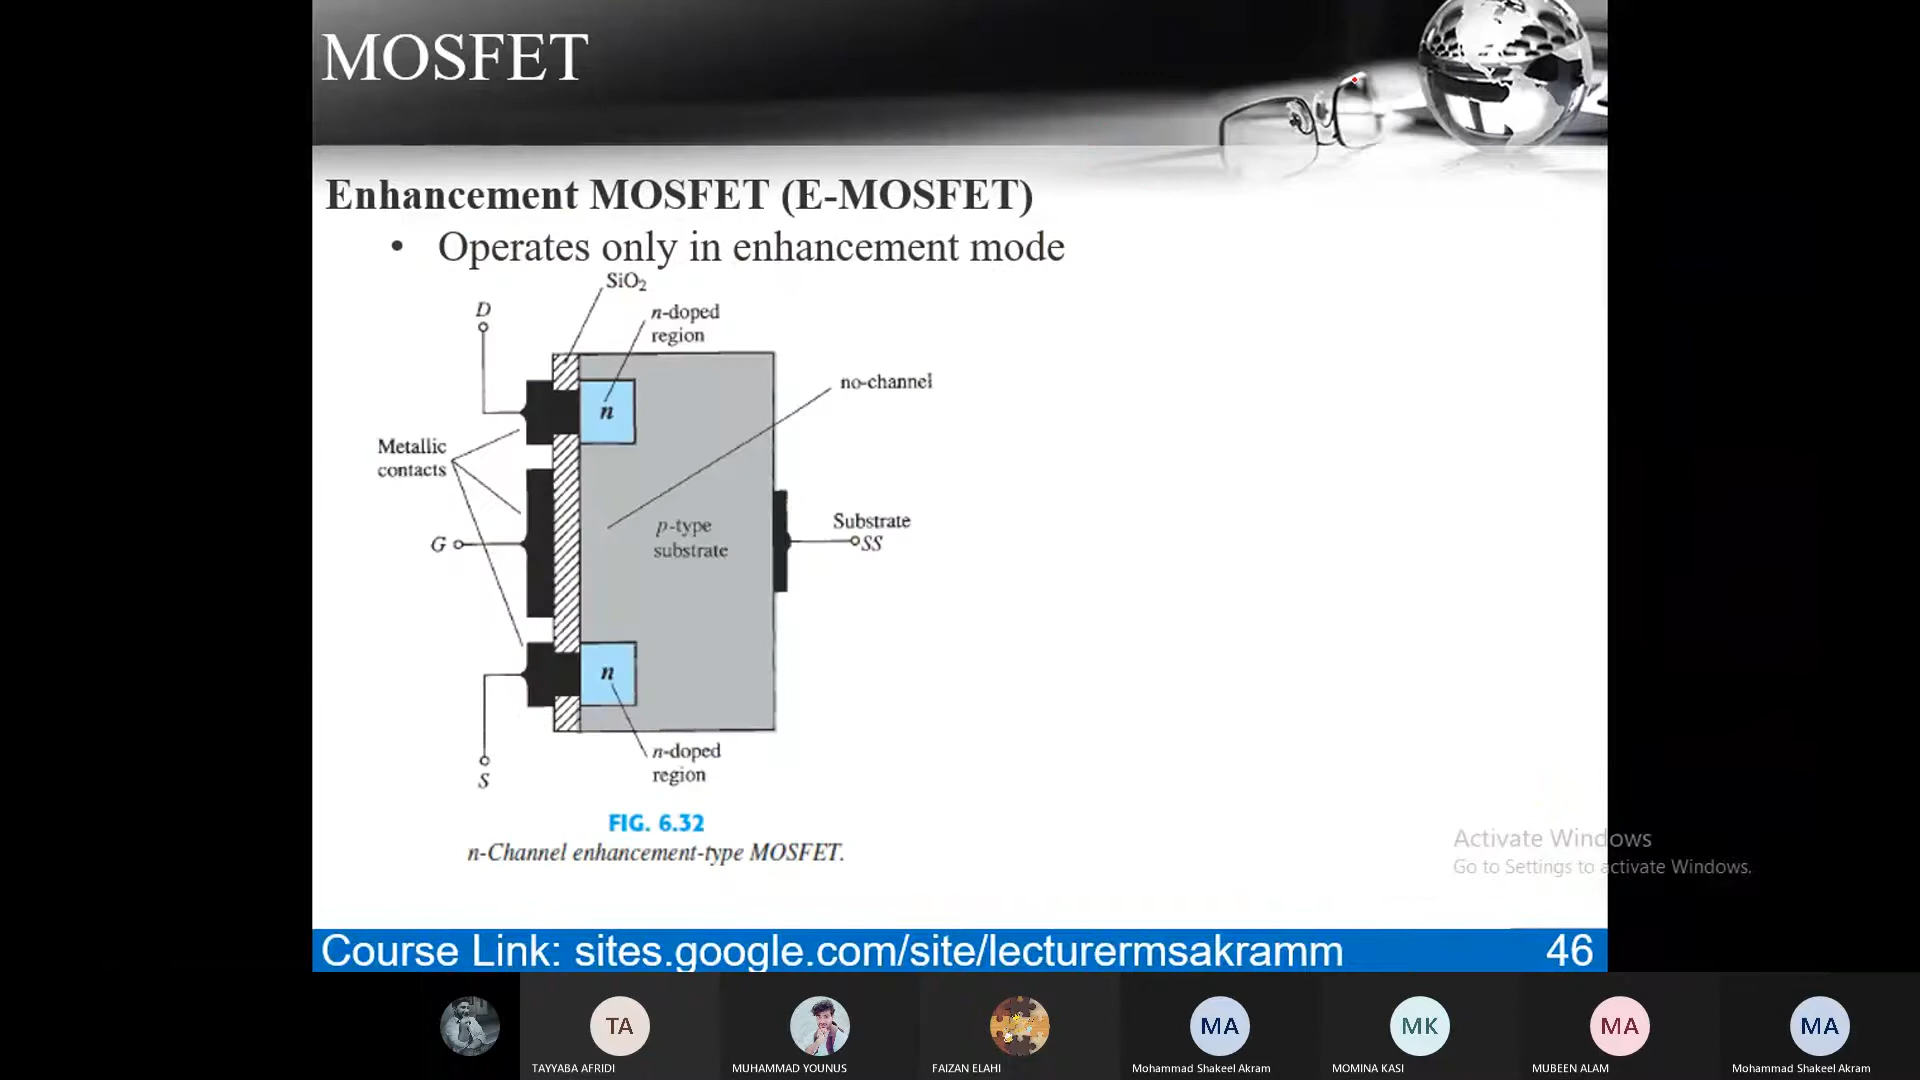 MOSFET
Enhancement MOSFET (E-MOSFET)
• Operates only in enhancement mode
SiO₂
D
n-doped
region
n
no-channel
Metallic
contacts
p-type
substrate
Substrate
G
SS
n
S
n-doped
region
FIG. 6.32
n-Channel enhancement-type MOSFET.
Activate Windows
Go to Settings to activate Windows.
Course Link: sites.google.com/site/lecturermsakramm
46
TA
MA
MK
MA
MA
TAYYABA AFRIDI
MUHAMMAD YOUNUS
FAIZAN ELAHI
Mohammad Shakeel Akram
MOMINA KASI
MUBEEN ALAM
Mohammad Shakeel Akram